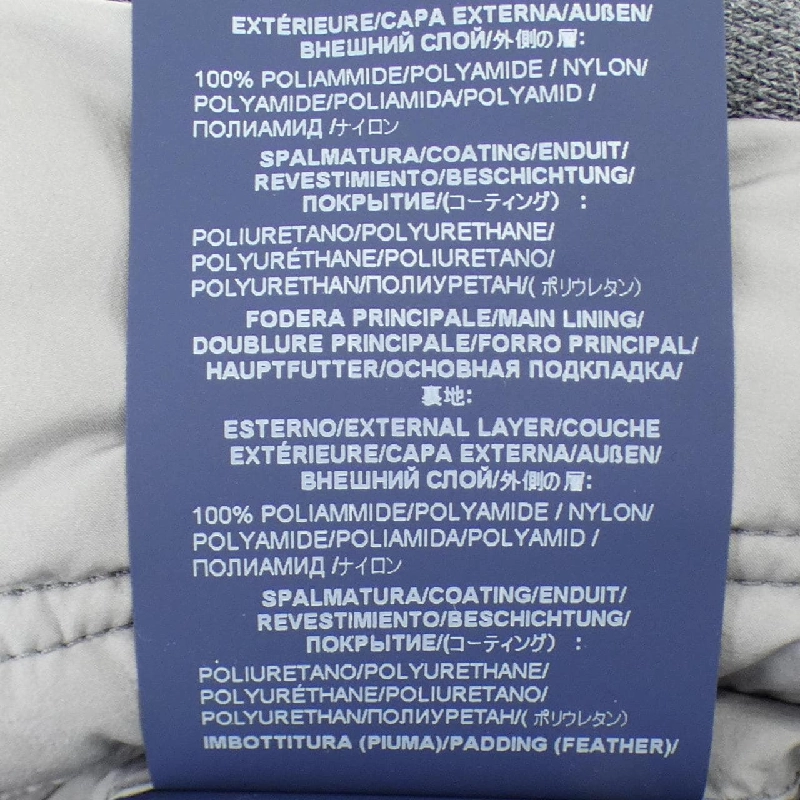 EXTÉRIEURE/CAPA EXTERNA/AUßEN/
ВНЕШНИЙ СЛОЙ/外側の層:
100% POLIAMMIDE/POLYAMIDE / NYLON/
POLYAMIDE/POLIAMIDA/POLYAMID /
ПОЛИАМИД /ナイロン
SPALMATURA/COATING/ENDUIT/
REVESTIMIENTO/BESCHICHTUNG/
ПОКРЫТИЕ/(コーティング） :
POLIURETANO/POLYURETHANE/
POLYURÉTHANE/POLIURETANO/
POLYURETHAN/ПОЛИУРЕТАН/( ポリウレタン）
FODERA PRINCIPALE/MAIN LINING/
DOUBLURE PRINCIPALE/FORRO PRINCIPAL/
HAUPTFUTTER/ОСНОВНАЯ ПОДКЛАДКА/
裏地:
ESTERNO/EXTERNAL LAYER/COUCHE
EXTÉRIEURE/CAPA EXTERNA/AUßEN/
ВНЕШНИЙ СЛОЙ/外側の層:
100% POLIAMMIDE/POLYAMIDE / NYLON/
POLYAMIDE/POLIAMIDA/POLYAMID /
ПОЛИАМИД /ナイロン
SPALMATURA/COATING/ENDUIT/
REVESTIMIENTO/BESCHICHTUNG/
ПОКРЫТИЕ/(コーティング） :
POLIURETANO/POLYURETHANE/
POLYURÉTHANE/POLIURETANO/
POLYURETHAN/ПОЛИУРЕТАН/( ポリウレタン）
IMBOTTITURA (PIUMA)/PADDING (FEATHER)/